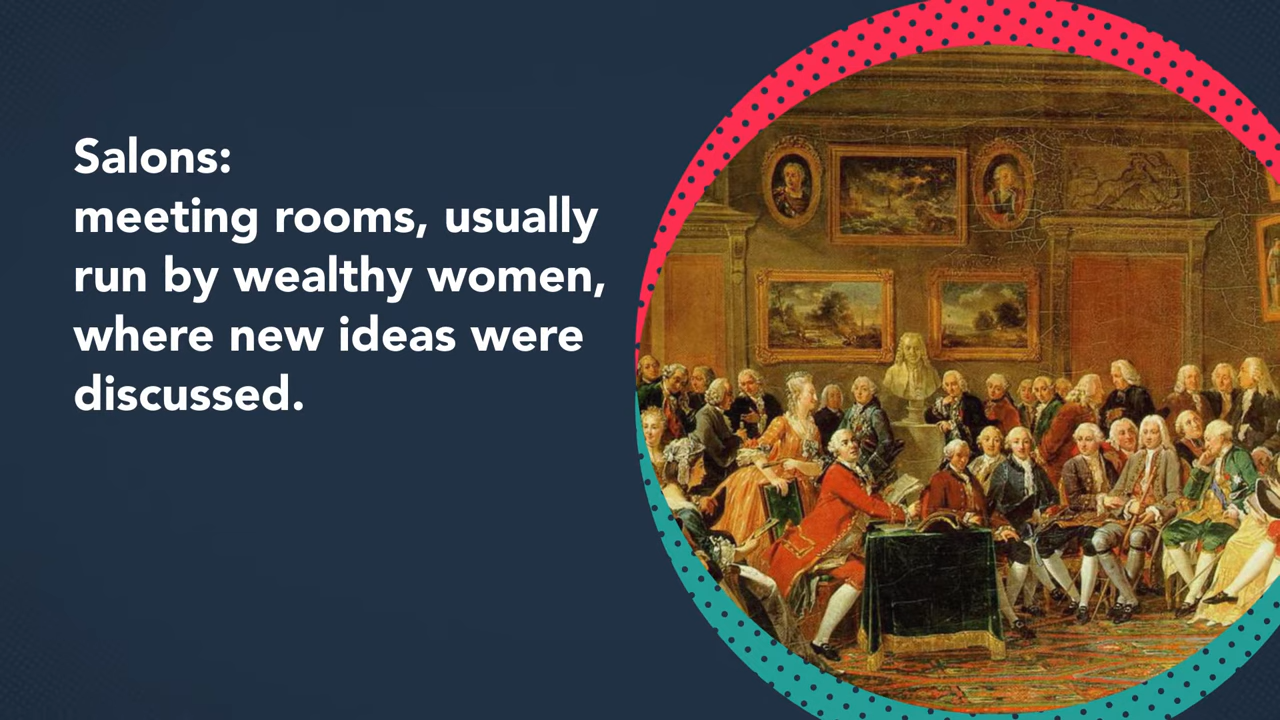 Salons:
meeting rooms, usually
run by wealthy women,
where new ideas were
discussed.